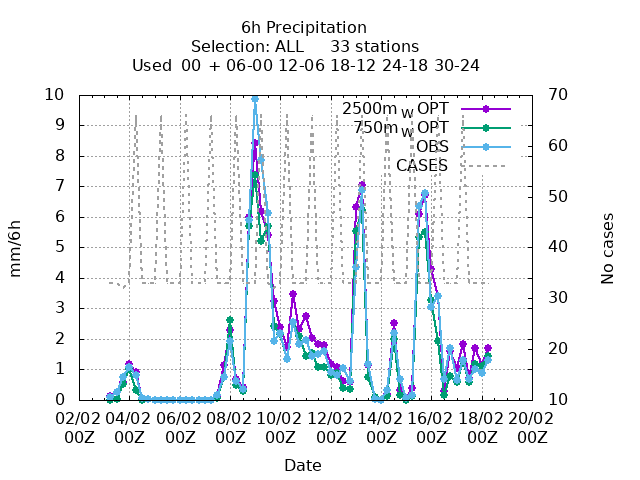 6h Precipitation
Selection: ALL 33 stations
Used 00 + 06-00 12-06 18-12 24-18 30-24
10 70
9
8 60
7
6 50
5 40
4
3 30
2 20
1
0 10
2500m w OPT
750m w OPT
OBS
CASES
mm/6h
No cases
02/02 04/02 06/02 08/02 10/02 12/02 14/02 16/02 18/02 20/02
00Z 00Z 00Z 00Z 00Z 00Z 00Z 00Z 00Z 00Z
Date